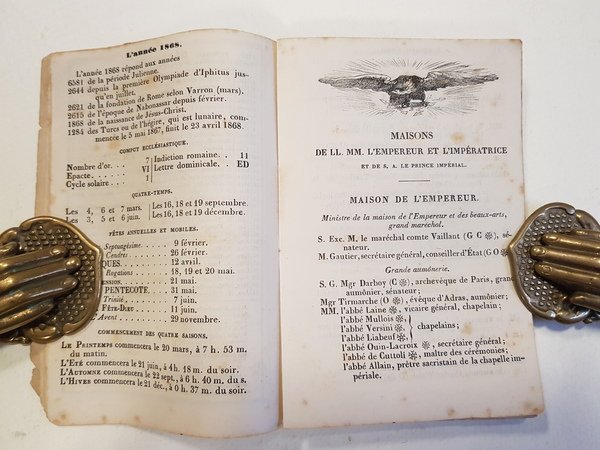 L'année 1868.
L'année 1868 répond aux années
6581 de la période Julienne.
2644 depuis la première Olympiade d'Iphitus jus-
qu'en juillet.
2621 de la fondation de Rome selon Varron (mars).
2615 de l'époque de Nabonassar depuis février.
1868 de la naissance de Jésus-Christ.
1284 des Turcs ou de l'hégire, qui est lunaire, com-
mencée 5 mai 1867, finit le 23 avril 1868.
COMPUT ECCLÉSIASTIQUE.
Nombre d'or. . . 7 Indiction romaine . 11
Epacte. . . . . VI Lettre dominicale. ED
Cycle solaire . . . 1
QUATRE-TEMPS.
Les 4, 6 et 7 mars. Les 16, 18 et 19 septembre.
Les 3, 5 et 6 juin. Les 16, 18 et 19 décembre.
FÊTES ANNUELLES ET MOBILES.
Septuagésime. . . . . . 9 février.
Cendres . . . . . . 26 février.
QUES. . . . . . 12 avril.
Rogations . . . . 18, 19 et 20 mai.
ENSION. . . . . . 21 mai.
PENTECOTE . . . . 31 mai.
Trinité . . . . . . 7 juin.
FÊTE-DIEU . . . . . 11 juin.
Avent. . . . . . 29 novembre.
COMMENCEMENT DES QUATRE SAISONS.
LE PRINTEMPS commencera le 20 mars, à 7 h. 53 m.
du matin.
L'ÉTÉ commencera le 21 juin, à 4 h. 18 m. du soir.
L'AUTOMNE commencera le 22 sept., à 6 h. 40 m. du s.
L'HIVER commencera le 21 déc., à 0 h. 37 m. du soir.
MAISONS
DE LL. MM. L'EMPEREUR ET L'IMPÉRATRICE
ET DE S. A. LE PRINCE IMPÉRIAL.
MAISON DE L'EMPEREUR.
Ministre de la maison de l'Empereur et des beaux-arts,
grand maréchal.
S. Exc. M. le maréchal comte Vaillant (G C ❋), sé-
nateur.
M. Gautier, secrétaire général, conseiller d'État (G O ❋
Grande aumônerie.
S. G. Mgr Darboy (C ❋), archevêque de Paris, grand
aumônier, sénateur;
Mgr Tirmarche (O ❋), évêque d'Adras, aumônier;
MM. l'abbé Laine ❋, vicaire général, chapelain;
l'abbé Mullois ❋,
l'abbé Versini ❋, } chapelains;
l'abbé Liabeuf ❋,
l'abbé Ouin-Lacroix ❋, secrétaire général;
l'abbé de Cuttoli ❋, maître des cérémonies;
l'abbé Allain, prêtre sacristain de la chapelle im-
périale.